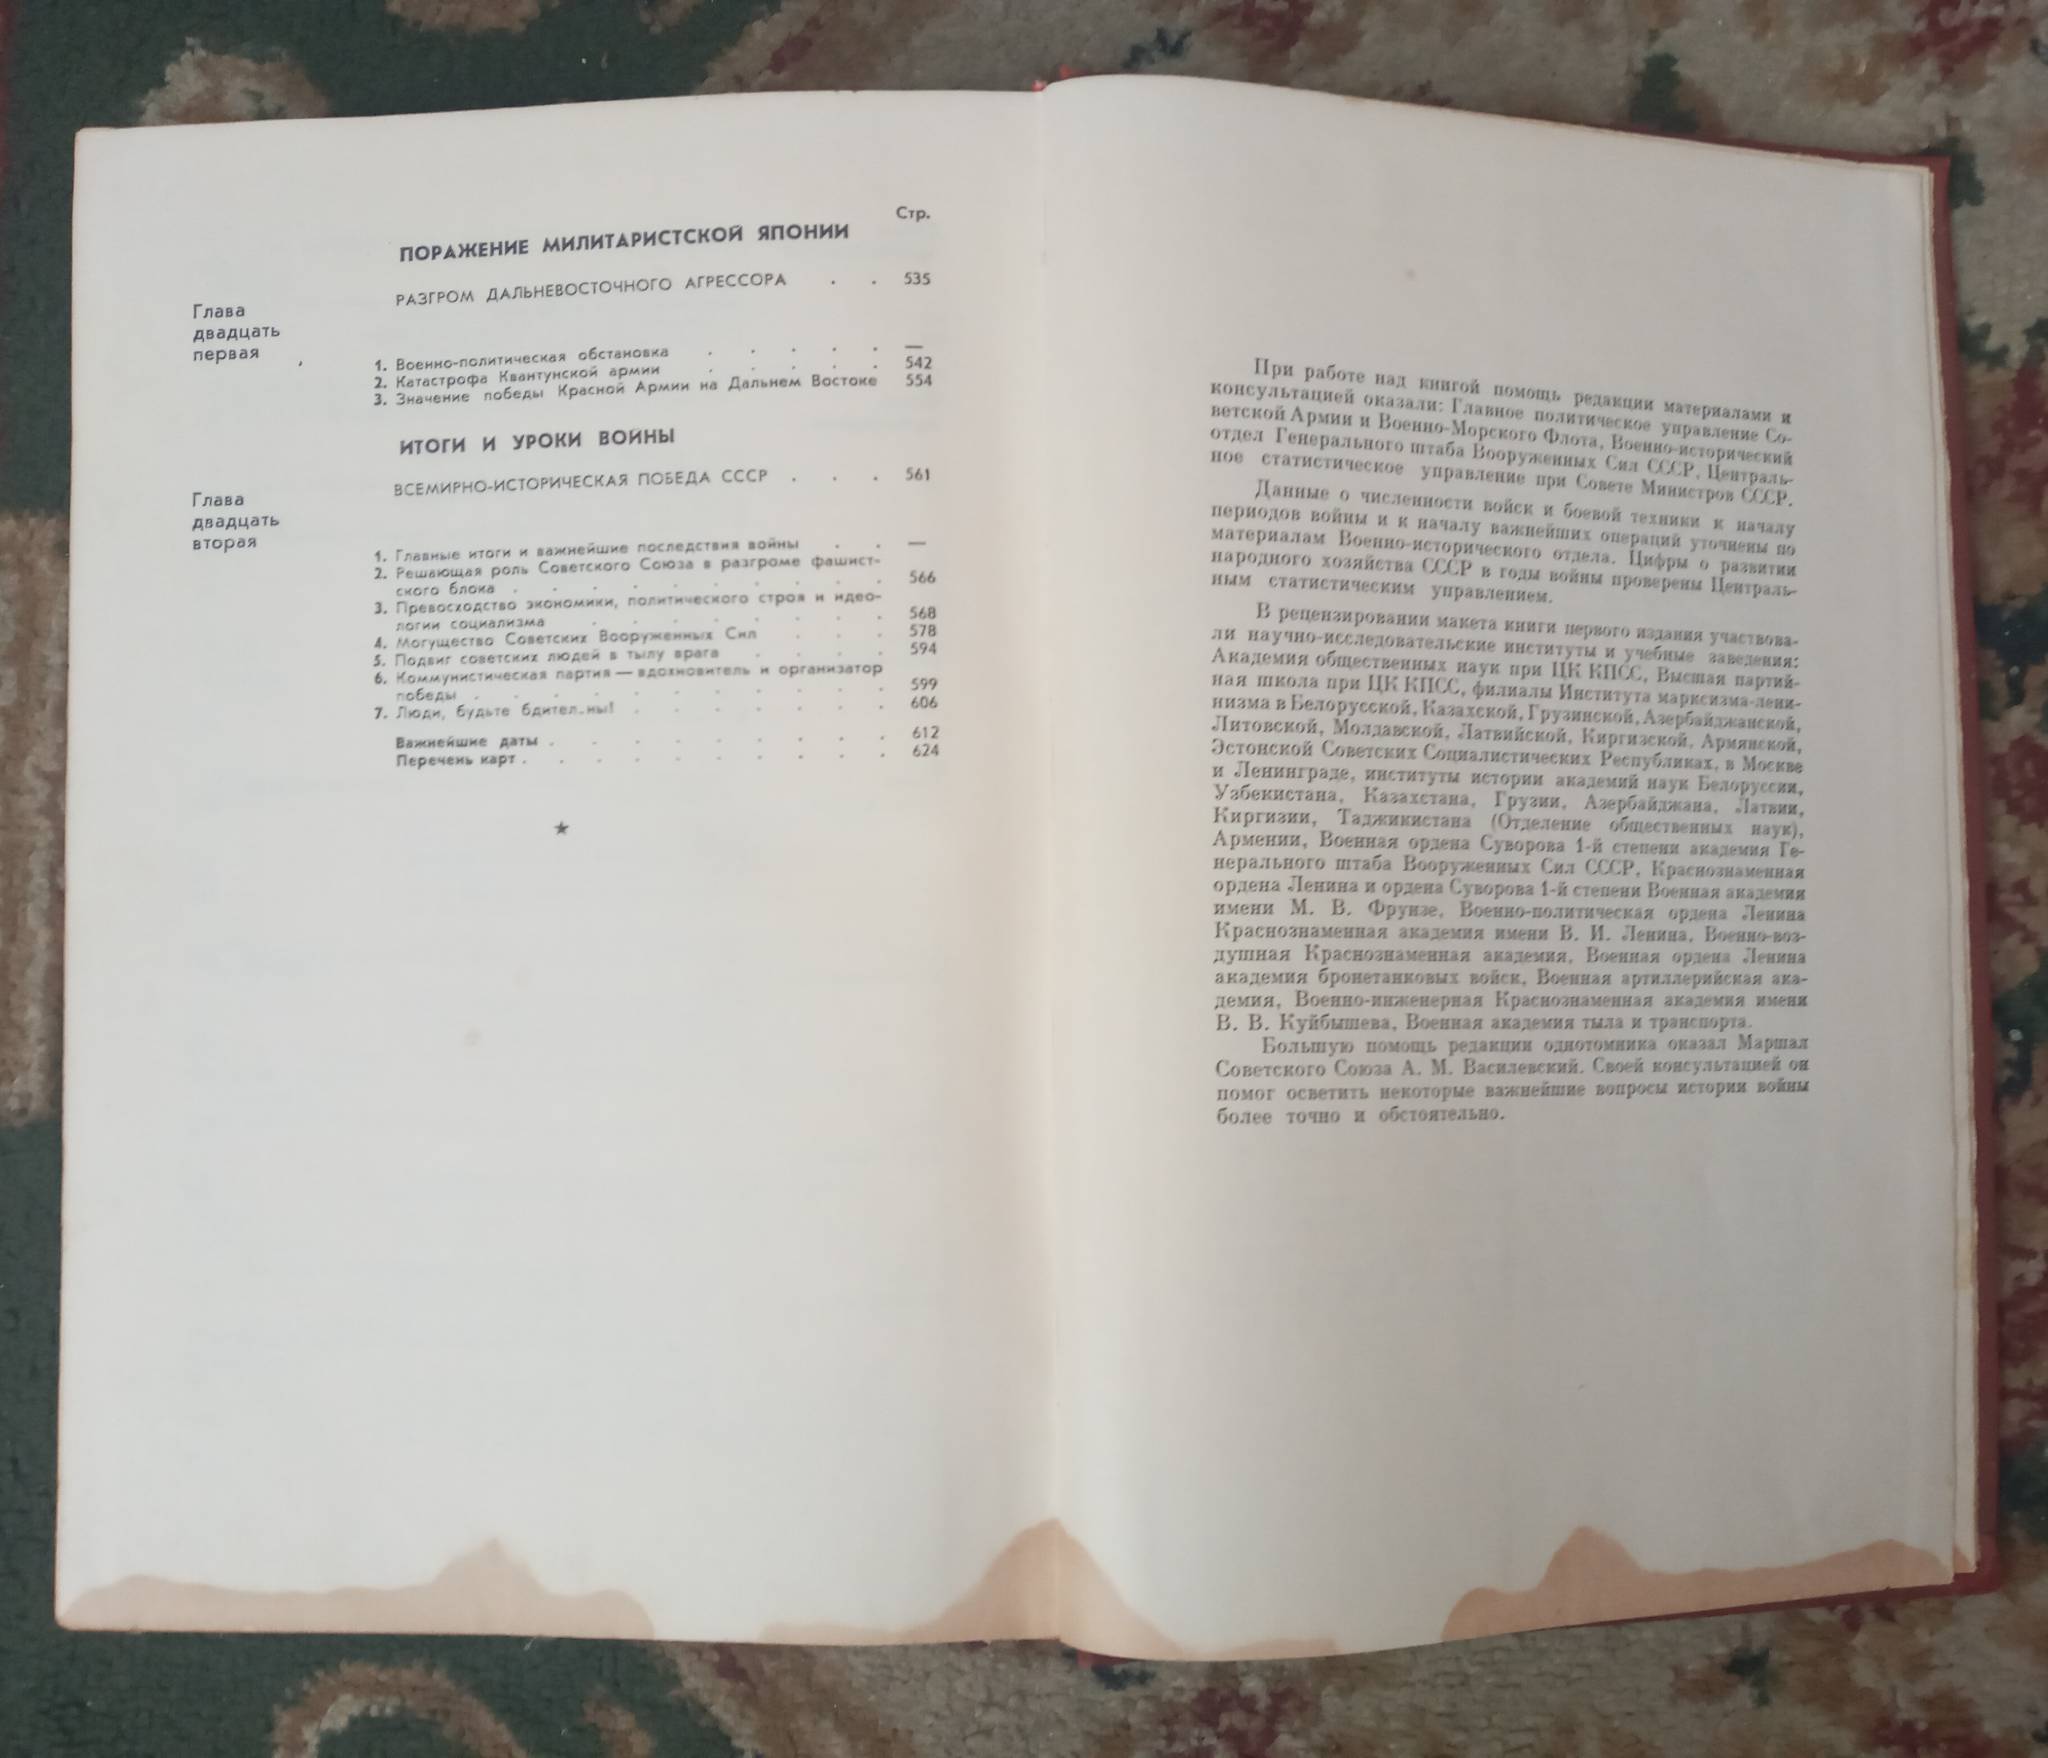 Стр.
ПОРАЖЕНИЕ МИЛИТАРИСТСКОЙ ЯПОНИИ
Глава
двадцать
первая
РАЗГРОМ ДАЛЬНЕВОСТОЧНОГО АГРЕССОРА . . 535
1. Военно-политическая обстановка . . . . . —
2. Катастрофа Квантунской армии . . . . . 542
3. Значение победы Красной Армии на Дальнем Востоке 554
ИТОГИ И УРОКИ ВОЙНЫ
Глава
двадцать
вторая
ВСЕМИРНО-ИСТОРИЧЕСКАЯ ПОБЕДА СССР . . . 561
1. Главные итоги и важнейшие последствия войны . . —
2. Решающая роль Советского Союза в разгроме фашист-
ского блока . . . . . . . . . . 566
3. Превосходство экономики, политического строя и идео-
логии социализма . . . . . . . . 568
4. Могущество Советских Вооруженных Сил . . . 578
5. Подвиг советских людей в тылу врага . . . . 594
6. Коммунистическая партия — вдохновитель и организатор
победы . . . . . . . . . . . 599
7. Люди, будьте бдител..ны! . . . . . . . 606
Важнейшие даты . . . . . . . . . 612
Перечень карт . . . . . . . . . . 624
★
При работе над книгой помощь редакции материалами и
консультацией оказали: Главное политическое управление Со-
ветской Армии и Военно-Морского Флота, Военно-исторический
отдел Генерального штаба Вооруженных Сил СССР, Централь-
ное статистическое управление при Совете Министров СССР.
Данные о численности войск и боевой техники к началу
периодов войны и к началу важнейших операций уточнены по
материалам Военно-исторического отдела. Цифры о развитии
народного хозяйства СССР в годы войны проверены Централь-
ным статистическим управлением.
В рецензировании макета книги первого издания участвова-
ли научно-исследовательские институты и учебные заведения:
Академия общественных наук при ЦК КПСС, Высшая партий-
ная школа при ЦК КПСС, филиалы Института марксизма-лени-
низма в Белорусской, Казахской, Грузинской, Азербайджанской,
Литовской, Молдавской, Латвийской, Киргизской, Армянской,
Эстонской Советских Социалистических Республиках, в Москве
и Ленинграде, институты истории академий наук Белоруссии,
Узбекистана, Казахстана, Грузии, Азербайджана, Латвии,
Киргизии, Таджикистана (Отделение общественных наук),
Армении, Военная ордена Суворова 1-й степени академия Ге-
нерального штаба Вооруженных Сил СССР, Краснознаменная
ордена Ленина и ордена Суворова 1-й степени Военная академия
имени М. В. Фрунзе, Военно-политическая ордена Ленина
Краснознаменная академия имени В. И. Ленина, Военно-воз-
душная Краснознаменная академия, Военная ордена Ленина
академия бронетанковых войск, Военная артиллерийская ака-
демия, Военно-инженерная Краснознаменная академия имени
В. В. Куйбышева, Военная академия тыла и транспорта.
Большую помощь редакции однотомника оказал Маршал
Советского Союза А. М. Василевский. Своей консультацией он
помог осветить некоторые важнейшие вопросы истории войны
более точно и обстоятельно.